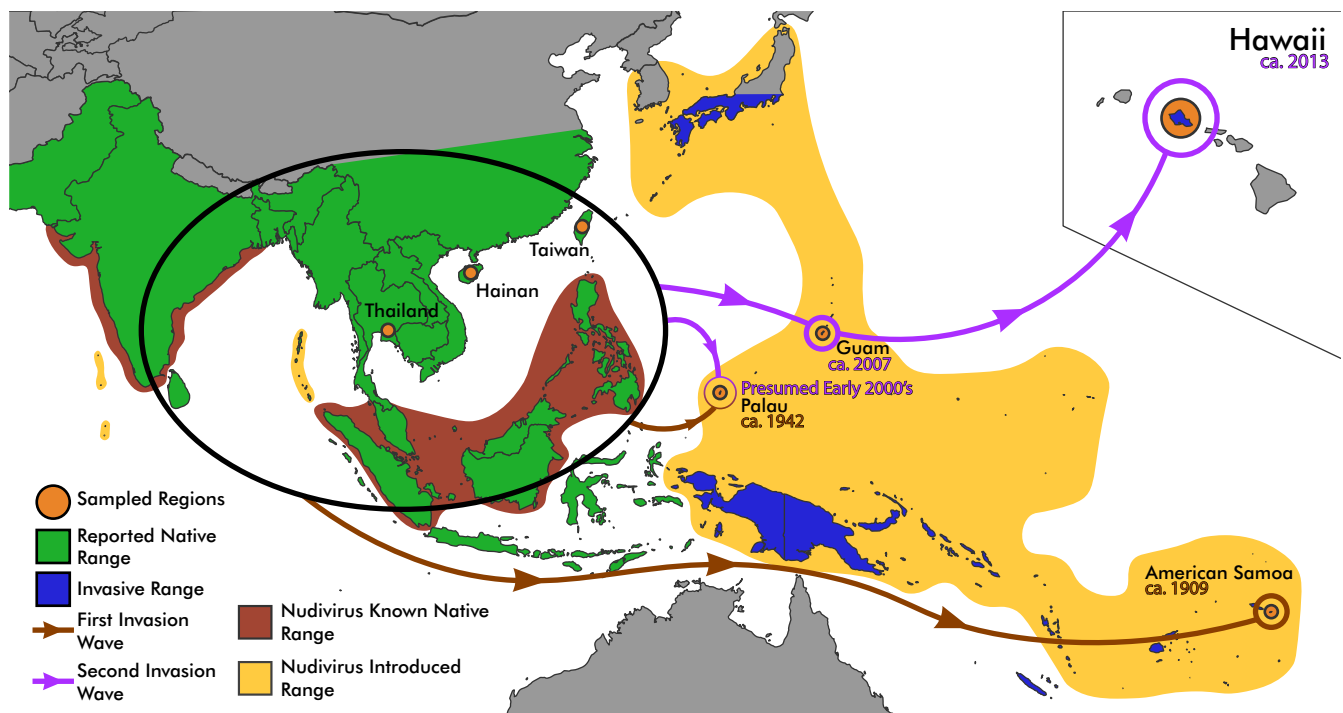 Hawaii
ca. 2013
Taiwan
Hainan
Thailand
Guam
ca. 2007
Presumed Early 2000's
Palau
ca. 1942
American Samoa
ca. 1909
Sampled Regions
Reported Native
Range
Invasive Range
First Invasion
Wave
Second Invasion
Wave
Nudivirus Known Native
Range
Nudivirus Introduced
Range